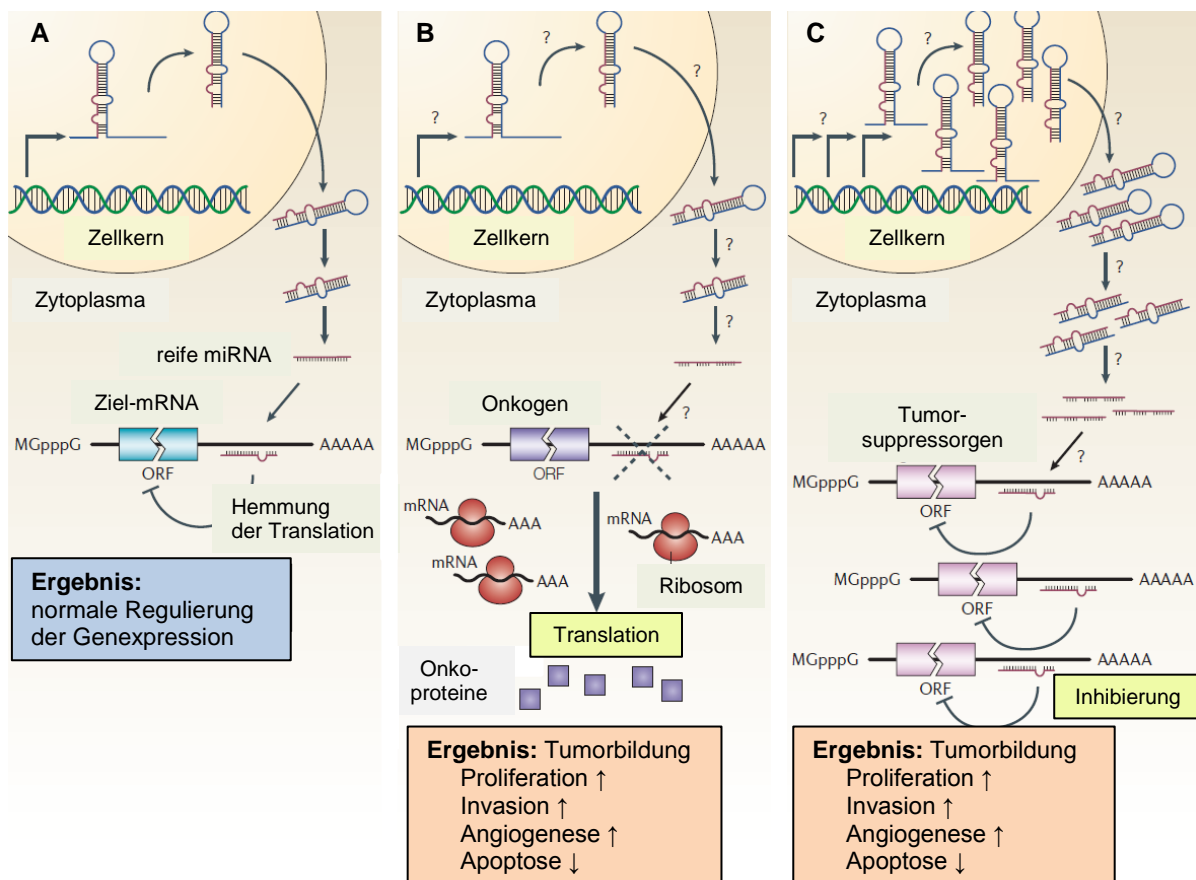 A
Zellkern
Zytoplasma
reife miRNA
Ziel-mRNA
MGpppG
AAAAA
ORF
Hemmung
der Translation
Ergebnis:
normale Regulierung
der Genexpression
B
?
?
?
Zellkern
Zytoplasma
?
?
Onkogen
?
MGpppG
AAAAA
ORF
mRNA
AAA
mRNA
AAA
mRNA
AAA
Ribosom
Translation
Onko-
proteine
Ergebnis: Tumorbildung
Proliferation ↑
Invasion ↑
Angiogenese ↑
Apoptose ↓
C
?
?
?
Zellkern
Zytoplasma
?
?
Tumor-
suppressorgen
?
MGpppG
AAAAA
ORF
MGpppG
AAAAA
ORF
MGpppG
AAAAA
ORF
Inhibierung
Ergebnis: Tumorbildung
Proliferation ↑
Invasion ↑
Angiogenese ↑
Apoptose ↓